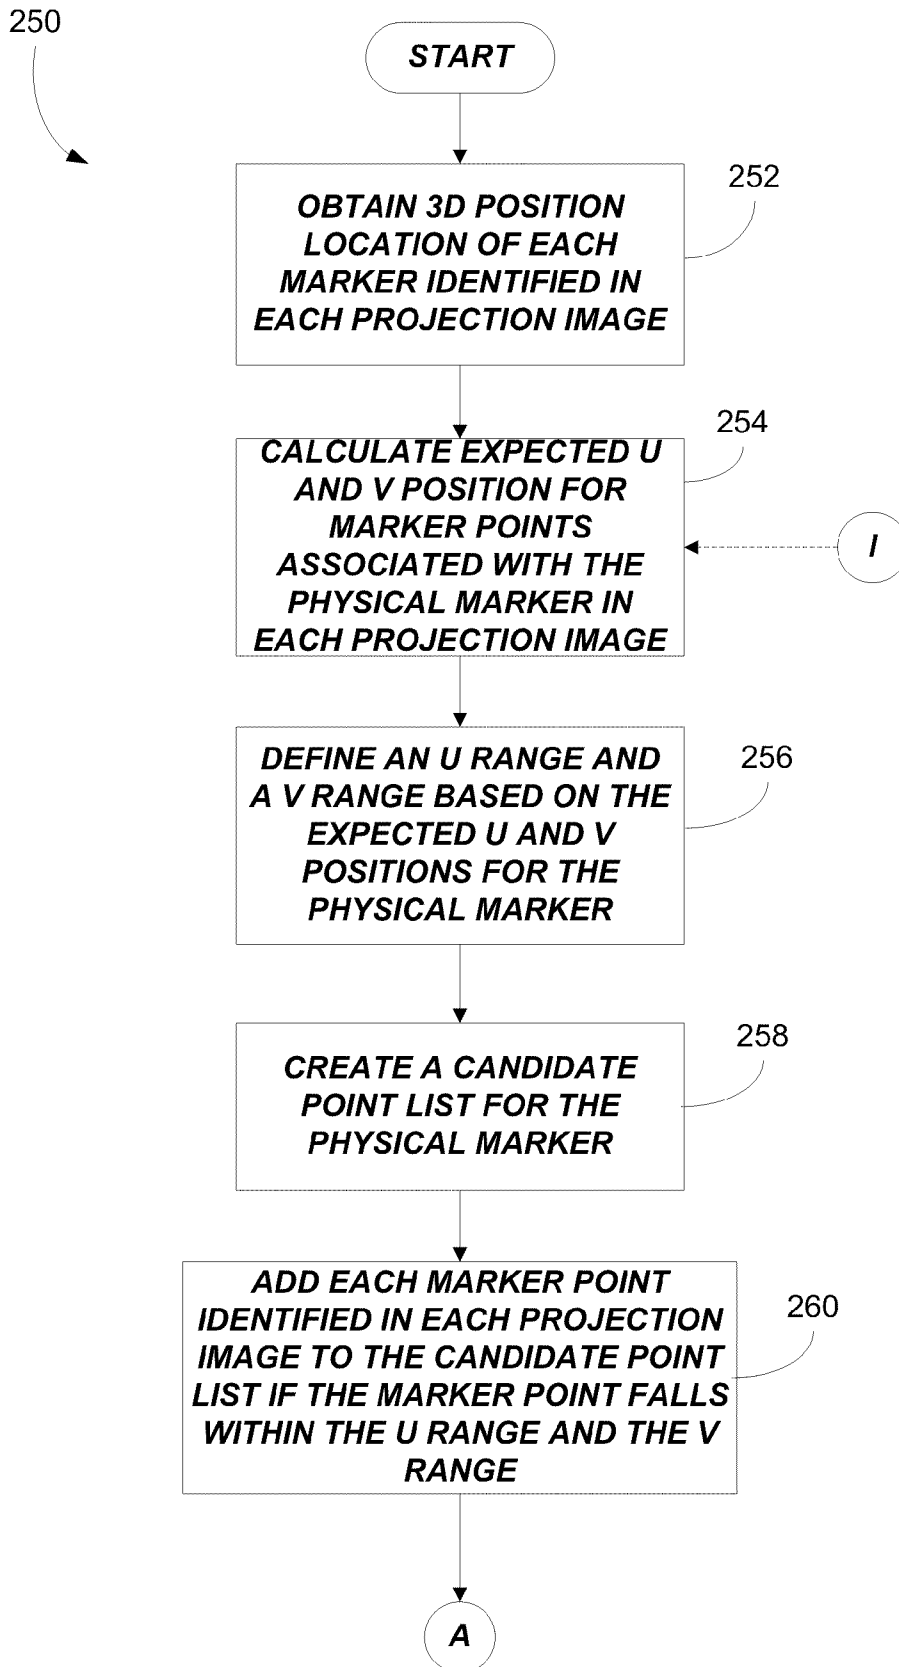 250
START
252
OBTAIN 3D POSITION
LOCATION OF EACH
MARKER IDENTIFIED IN
EACH PROJECTION IMAGE
254
CALCULATE EXPECTED U
AND V POSITION FOR
MARKER POINTS
ASSOCIATED WITH THE
PHYSICAL MARKER IN
EACH PROJECTION IMAGE
I
256
DEFINE AN U RANGE AND
A V RANGE BASED ON THE
EXPECTED U AND V
POSITIONS FOR THE
PHYSICAL MARKER
258
CREATE A CANDIDATE
POINT LIST FOR THE
PHYSICAL MARKER
260
ADD EACH MARKER POINT
IDENTIFIED IN EACH PROJECTION
IMAGE TO THE CANDIDATE POINT
LIST IF THE MARKER POINT FALLS
WITHIN THE U RANGE AND THE V
RANGE
A